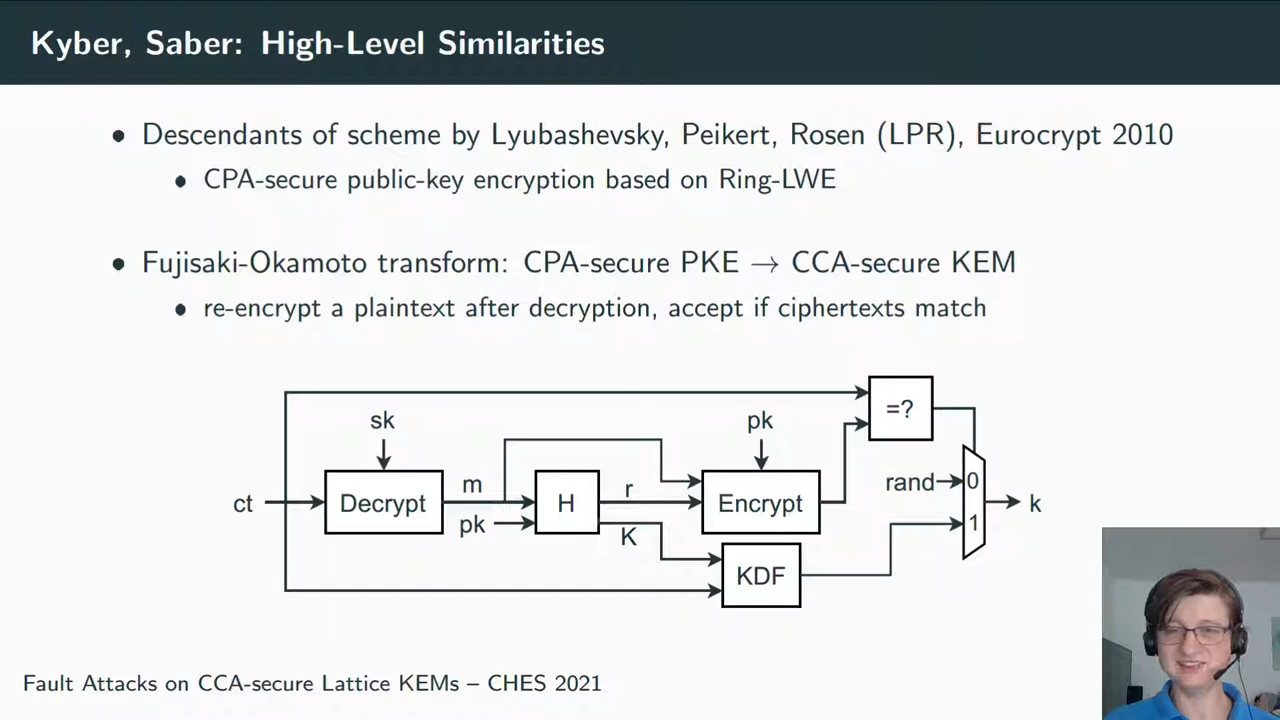 Kyber, Saber: High-Level Similarities
• Descendants of scheme by Lyubashevsky, Peikert, Rosen (LPR), Eurocrypt 2010
• CPA-secure public-key encryption based on Ring-LWE
• Fujisaki-Okamoto transform: CPA-secure PKE → CCA-secure KEM
• re-encrypt a plaintext after decryption, accept if ciphertexts match
=?
sk
pk
rand
0
ct
Decrypt
m
pk
H
r
K
Encrypt
1
k
KDF
Fault Attacks on CCA-secure Lattice KEMs – CHES 2021